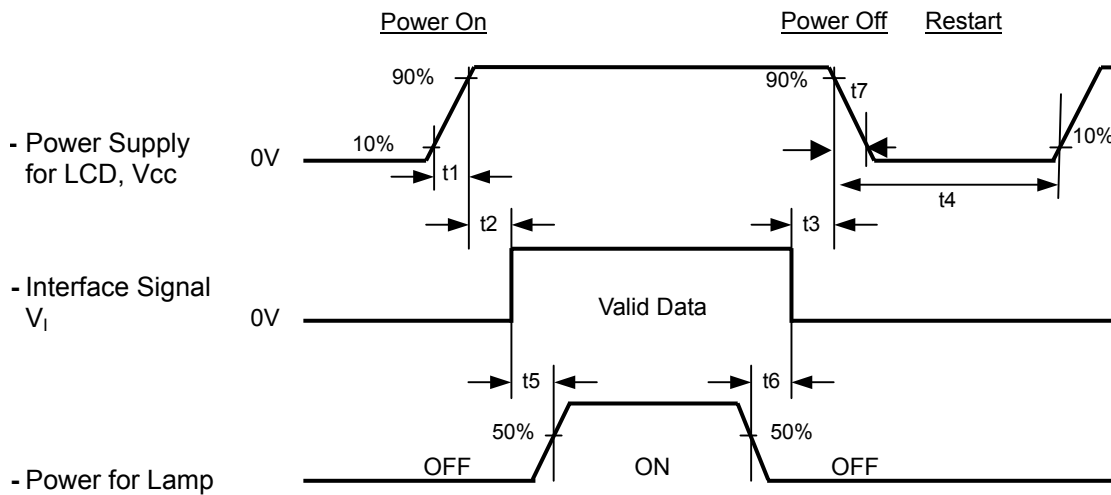 Power On
Power Off
Restart
90%
90%
t7
- Power Supply
for LCD, Vcc
0V
10%
10%
t1
t4
t2
t3
- Interface Signal
VI
0V
Valid Data
t5
t6
50%
50%
- Power for Lamp
OFF
ON
OFF